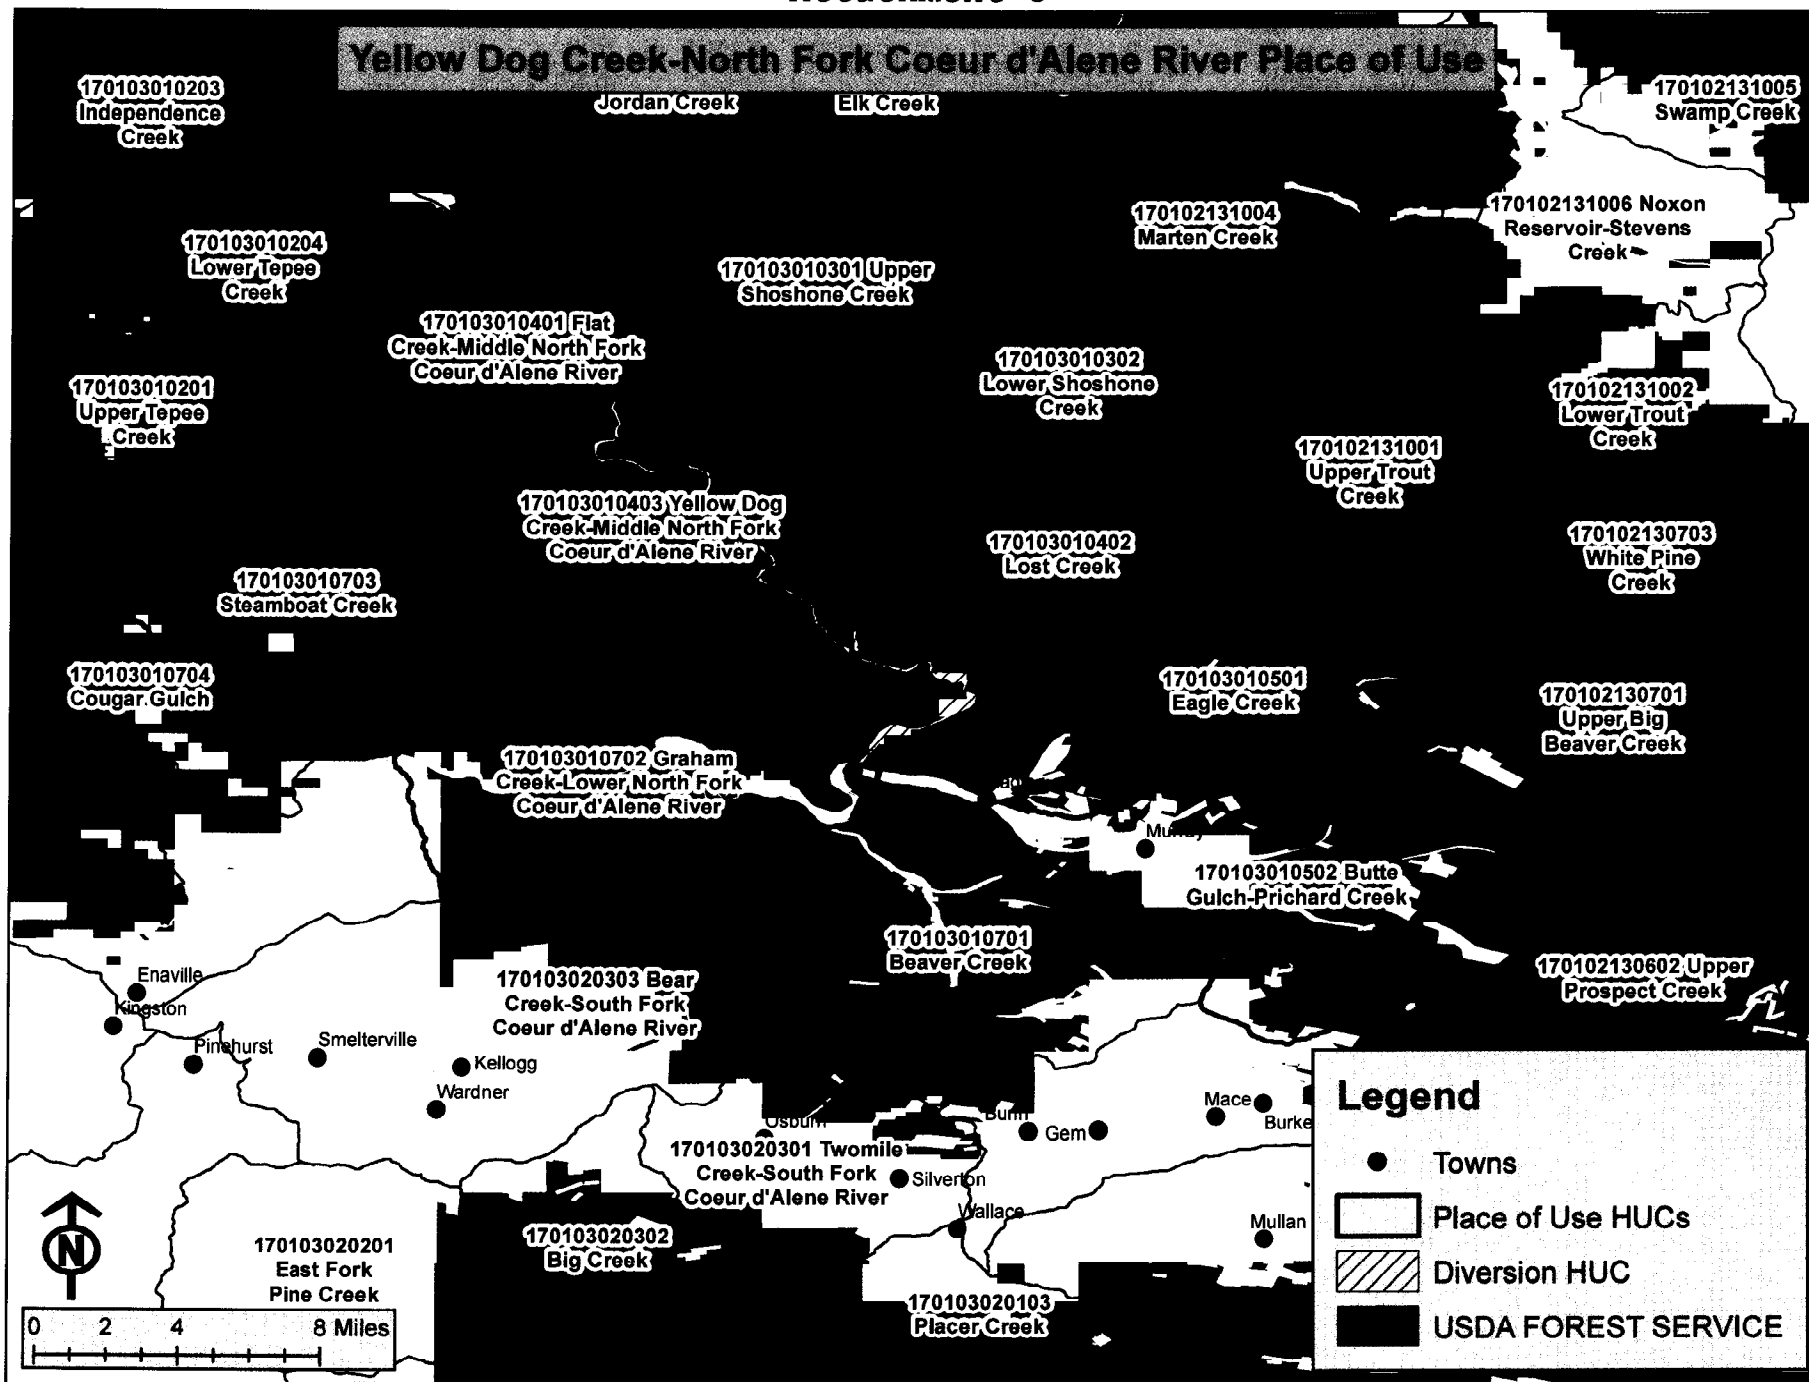 Yellow Dog Creek-North Fork Coeur d'Alene River Place of Use
170103010203
Independence
Creek
Jordan Creek
Elk Creek
170102131005
Swamp Creek
170102131004
Marten Creek
170102131006 Noxon
Reservoir-Stevens
Creek
170103010204
Lower Tepee
Creek
170103010301 Upper
Shoshone Creek
170103010401 Flat
Creek-Middle North Fork
Coeur d'Alene River
170103010302
Lower Shoshone
Creek
170103010201
Upper Tepee
Creek
170102131002
Lower Trout
Creek
170102131001
Upper Trout
Creek
170103010403 Yellow Dog
Creek-Middle North Fork
Coeur d'Alene River
170103010402
Lost Creek
170102130703
White Pine
Creek
170103010703
Steamboat Creek
170103010704
Cougar Gulch
170103010501
Eagle Creek
170102130701
Upper Big
Beaver Creek
170103010702 Graham
Creek-Lower North Fork
Coeur d'Alene River
Murray
170103010502 Butte
Gulch-Prichard Creek
170103010701
Beaver Creek
170102130602 Upper
Prospect Creek
Enaville
Kingston
170103020303 Bear
Creek-South Fork
Coeur d'Alene River
Pinehurst
Smelterville
Kellogg
Wardner
Osburn
Gem
Mace
Burke
170103020301 Twomile
Creek-South Fork
Coeur d'Alene River
Silverton
Wallace
Mullan
170103020302
Big Creek
170103020201
East Fork
Pine Creek
170103020103
Placer Creek
N
0 2 4 8 Miles
Legend
Towns
Place of Use HUCs
Diversion HUC
USDA FOREST SERVICE